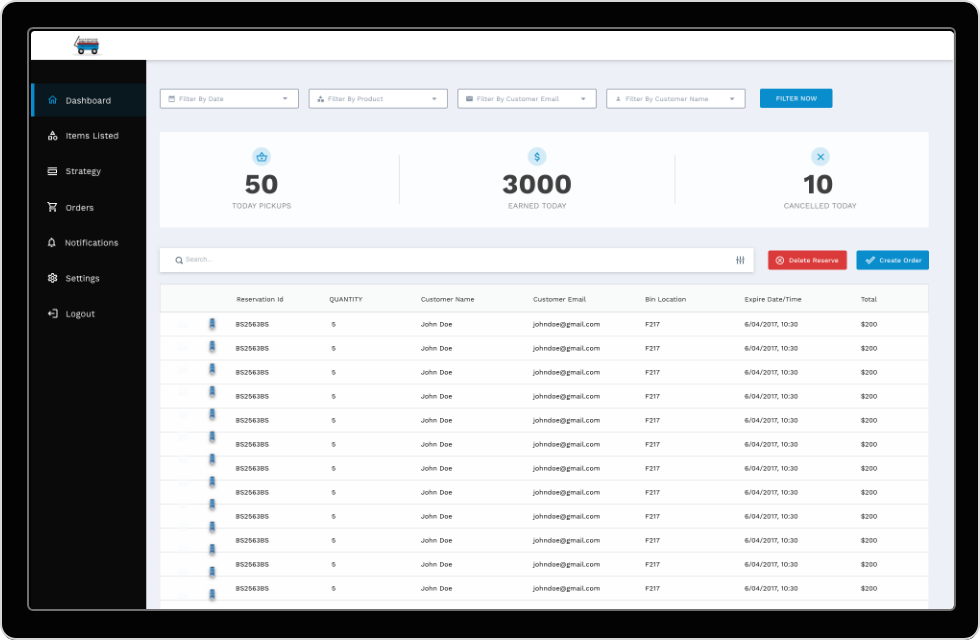 Filter By Date
Filter By Product
Filter By Customer Email
Filter By Customer Name
FILTER NOW
Dashboard
Items Listed
Strategy
Orders
Notifications
Settings
Logout
50
TODAY PICKUPS
3000
EARNED TODAY
10
CANCELLED TODAY
Search...
Delete Reserve
Create Order
Reservation Id QUANTITY Customer Name Customer Email Bin Location Expire Date/Time Total
BS2563BS 5 John Doe johndoe@gmail.com F217 6/04/2017, 10:30 $200
BS2563BS 5 John Doe johndoe@gmail.com F217 6/04/2017, 10:30 $200
BS2563BS 5 John Doe johndoe@gmail.com F217 6/04/2017, 10:30 $200
BS2563BS 5 John Doe johndoe@gmail.com F217 6/04/2017, 10:30 $200
BS2563BS 5 John Doe johndoe@gmail.com F217 6/04/2017, 10:30 $200
BS2563BS 5 John Doe johndoe@gmail.com F217 6/04/2017, 10:30 $200
BS2563BS 5 John Doe johndoe@gmail.com F217 6/04/2017, 10:30 $200
BS2563BS 5 John Doe johndoe@gmail.com F217 6/04/2017, 10:30 $200
BS2563BS 5 John Doe johndoe@gmail.com F217 6/04/2017, 10:30 $200
BS2563BS 5 John Doe johndoe@gmail.com F217 6/04/2017, 10:30 $200
BS2563BS 5 John Doe johndoe@gmail.com F217 6/04/2017, 10:30 $200
BS2563BS 5 John Doe johndoe@gmail.com F217 6/04/2017, 10:30 $200